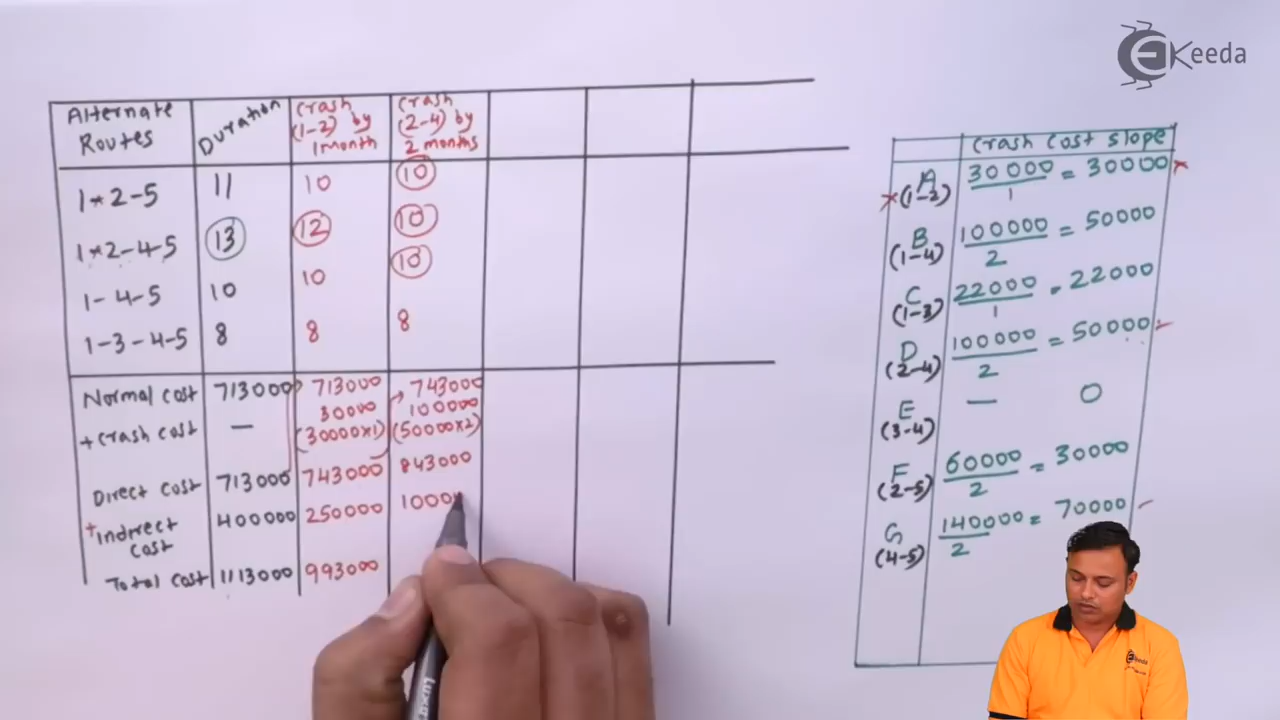 EKeeda
Alternate Routes Duration Crash (1-2) by 1 month Crash (2-4) by 2 months
1*2-5 11 10 10
1*2-4-5 13 12 10
1-4-5 10 10 10
1-3-4-5 8 8 8
Normal cost 713000 713000 743000
+ Crash cost — 30000 (30000x1) 100000 (50000x2)
Direct cost 713000 743000 843000
+ Indirect cost 400000 250000 1000
Total cost 1113000 993000
Crash cost slope
x A (1-2) 30000/1 = 30000 x
B (1-4) 100000/2 = 50000
C (1-3) 22000/1 = 22000
D (2-4) 100000/2 = 50000
E (3-4) — 0
F (2-5) 60000/2 = 30000
G (4-5) 140000/2 = 70000